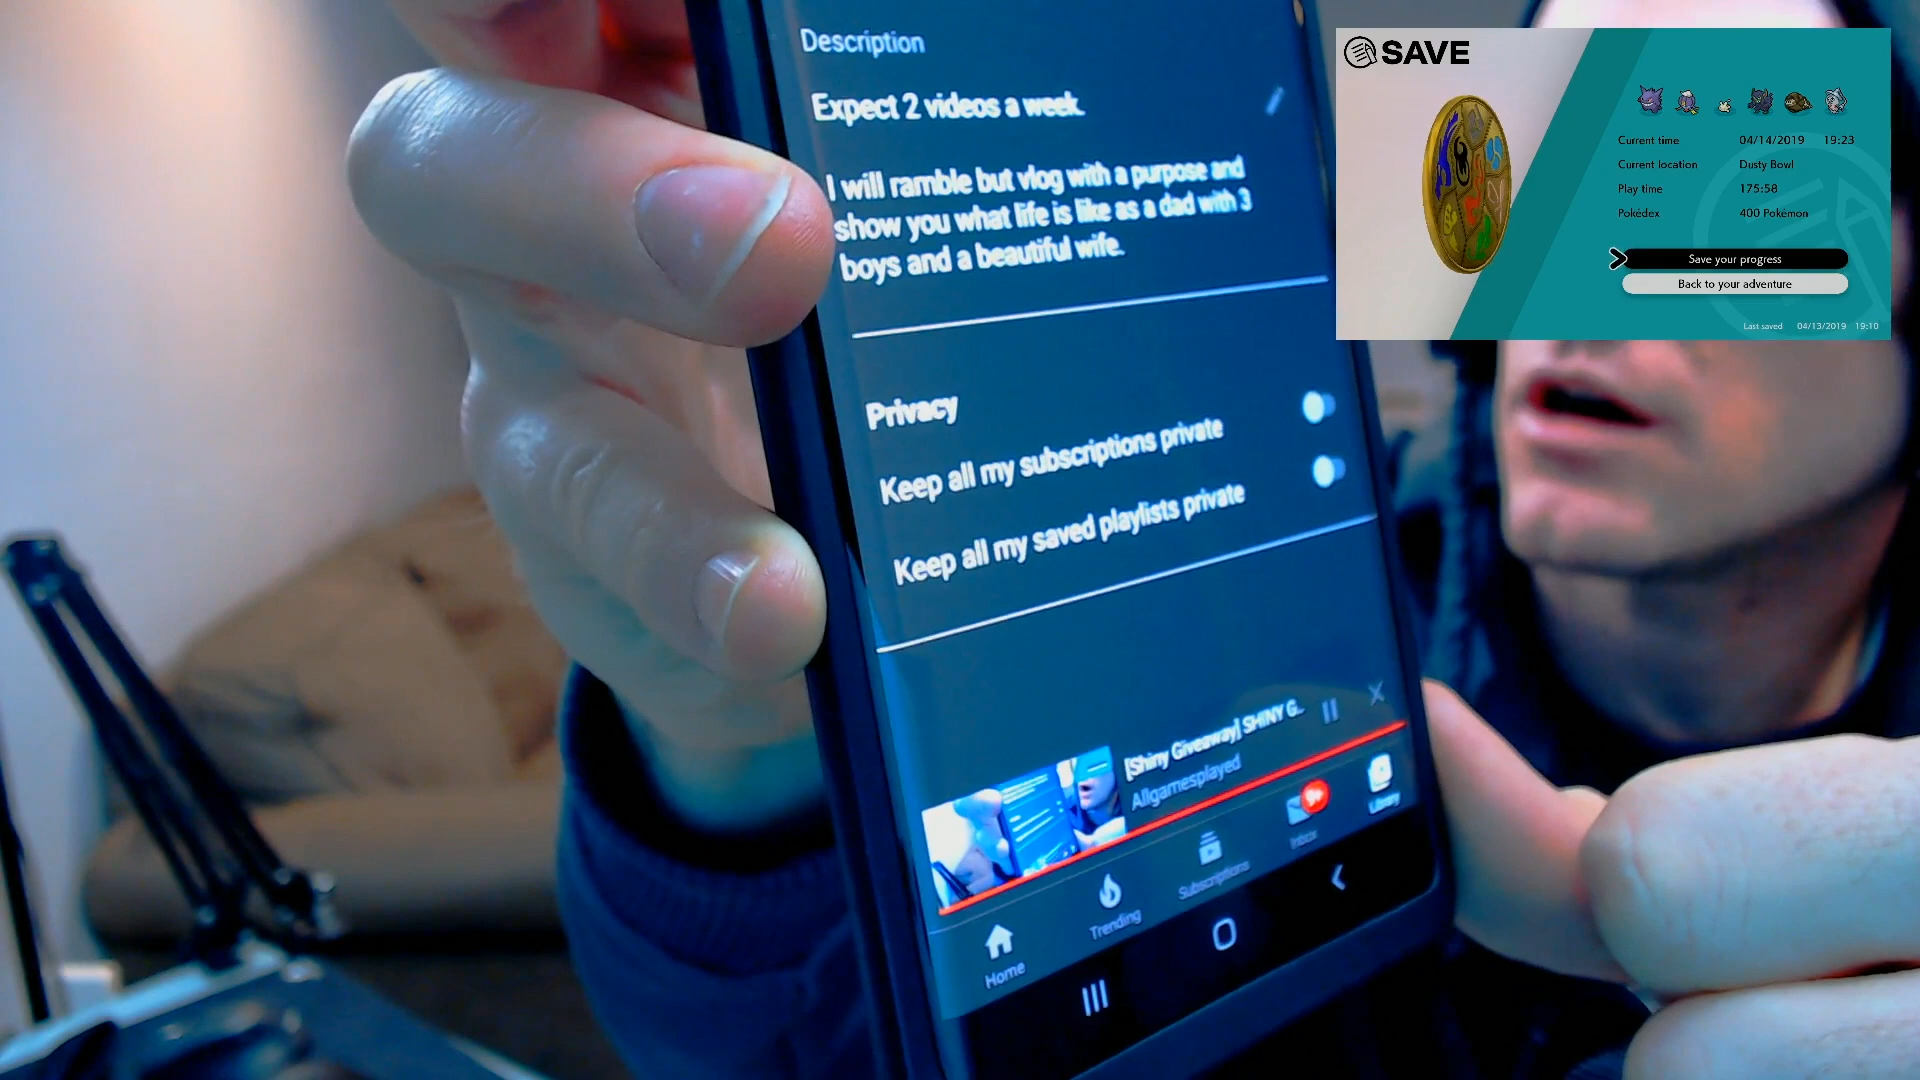 Description
Expect 2 videos a week.
I will ramble but vlog with a purpose and
show you what life is like as a dad with 3
boys and a beautiful wife.
Privacy
Keep all my subscriptions private
Keep all my saved playlists private
[Shiny Giveaway] SHINY G...
Allgamesplayed
9+
Home
Trending
Subscriptions
Inbox
Library
SAVE
Current time 04/14/2019 19:23
Current location Dusty Bowl
Play time 175:58
Pokédex 400 Pokémon
Save your progress
Back to your adventure
Last saved 04/13/2019 19:10